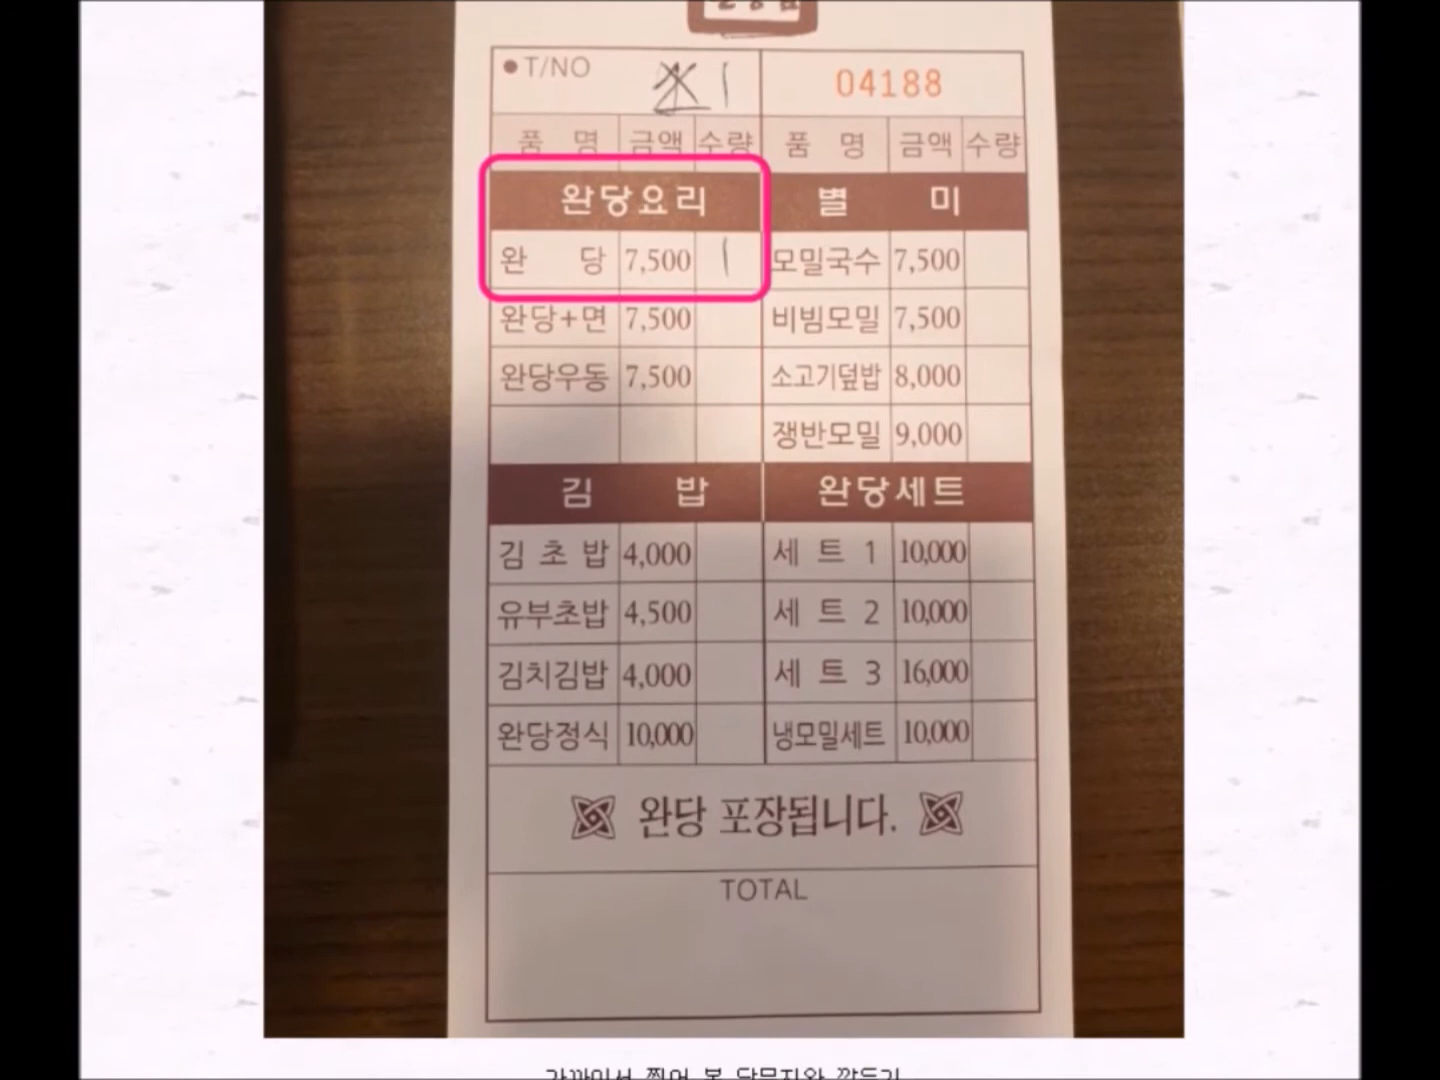 T/NO 1 04188
품 명 금액 수량 품 명 금액 수량
완당요리 별 미
완 당 7,500 1 모밀국수 7,500
완당+면 7,500 비빔모밀 7,500
완당우동 7,500 소고기덮밥 8,000
쟁반모밀 9,000
김 밥 완당세트
김 초 밥 4,000 세 트 1 10,000
유부초밥 4,500 세 트 2 10,000
김치김밥 4,000 세 트 3 16,000
완당정식 10,000 냉모밀세트 10,000
완당 포장됩니다.
TOTAL